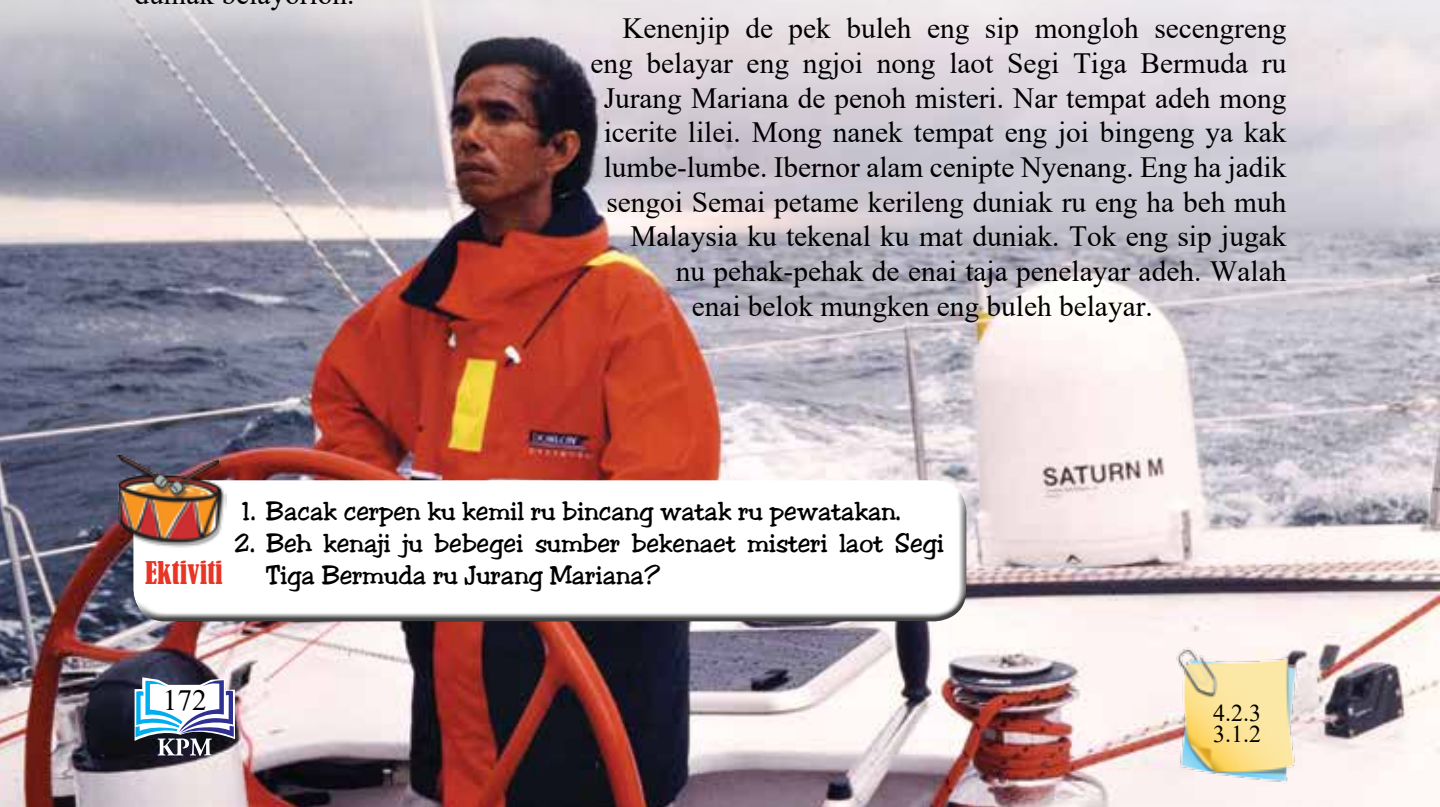 duniak belayorlon.
Kenenjip de pek buleh eng sip mongloh secengreng
eng belayar eng ngjoi nong laot Segi Tiga Bermuda ru
Jurang Mariana de penoh misteri. Nar tempat adeh mong
icerite lilei. Mong nanek tempat eng joi bingeng ya kak
lumbe-lumbe. Ibernor alam cenipte Nyenang. Eng ha jadik
sengoi Semai petame kerileng duniak ru eng ha beh muh
Malaysia ku tekenal ku mat duniak. Tok eng sip jugak
nu pehak-pehak de enai taja penelayar adeh. Walah
enai belok mungken eng buleh belayar.
SATURN M
Ektiviti
1. Bacak cerpen ku kemil ru bincang watak ru pewatakan.
2. Beh kenaji ju bebegei sumber bekenaet misteri laot Segi
Tiga Bermuda ru Jurang Mariana?
172
KPM
4.2.3
3.1.2